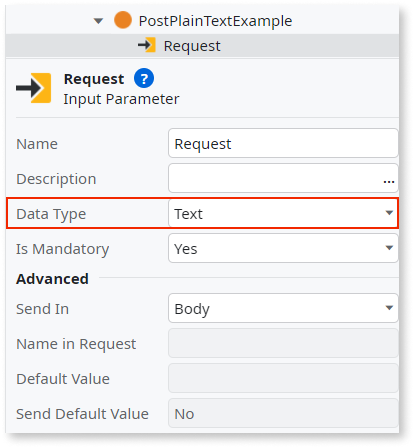 PostPlainTextExample
Request
Request ?
Input Parameter
Name Request
Description ...
Data Type Text
Is Mandatory Yes
Advanced
Send In Body
Name in Request
Default Value
Send Default Value No